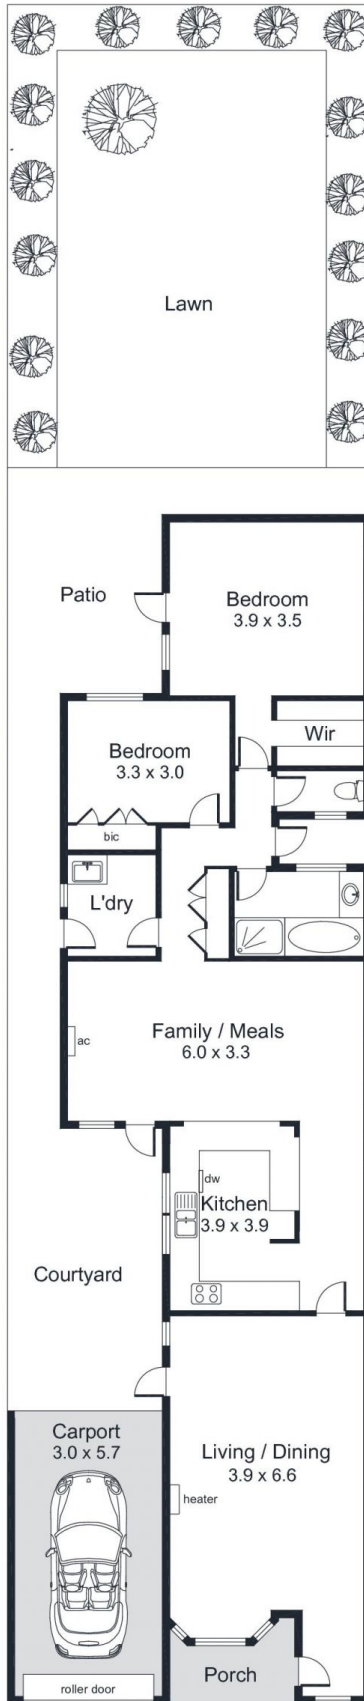 Lawn
Patio
Bedroom
3.9 x 3.5
Wir
Bedroom
3.3 x 3.0
bic
L'dry
ac
Family / Meals
6.0 x 3.3
dw
Kitchen
3.9 x 3.9
Courtyard
Carport
3.0 x 5.7
Living / Dining
3.9 x 6.6
heater
Porch
roller door